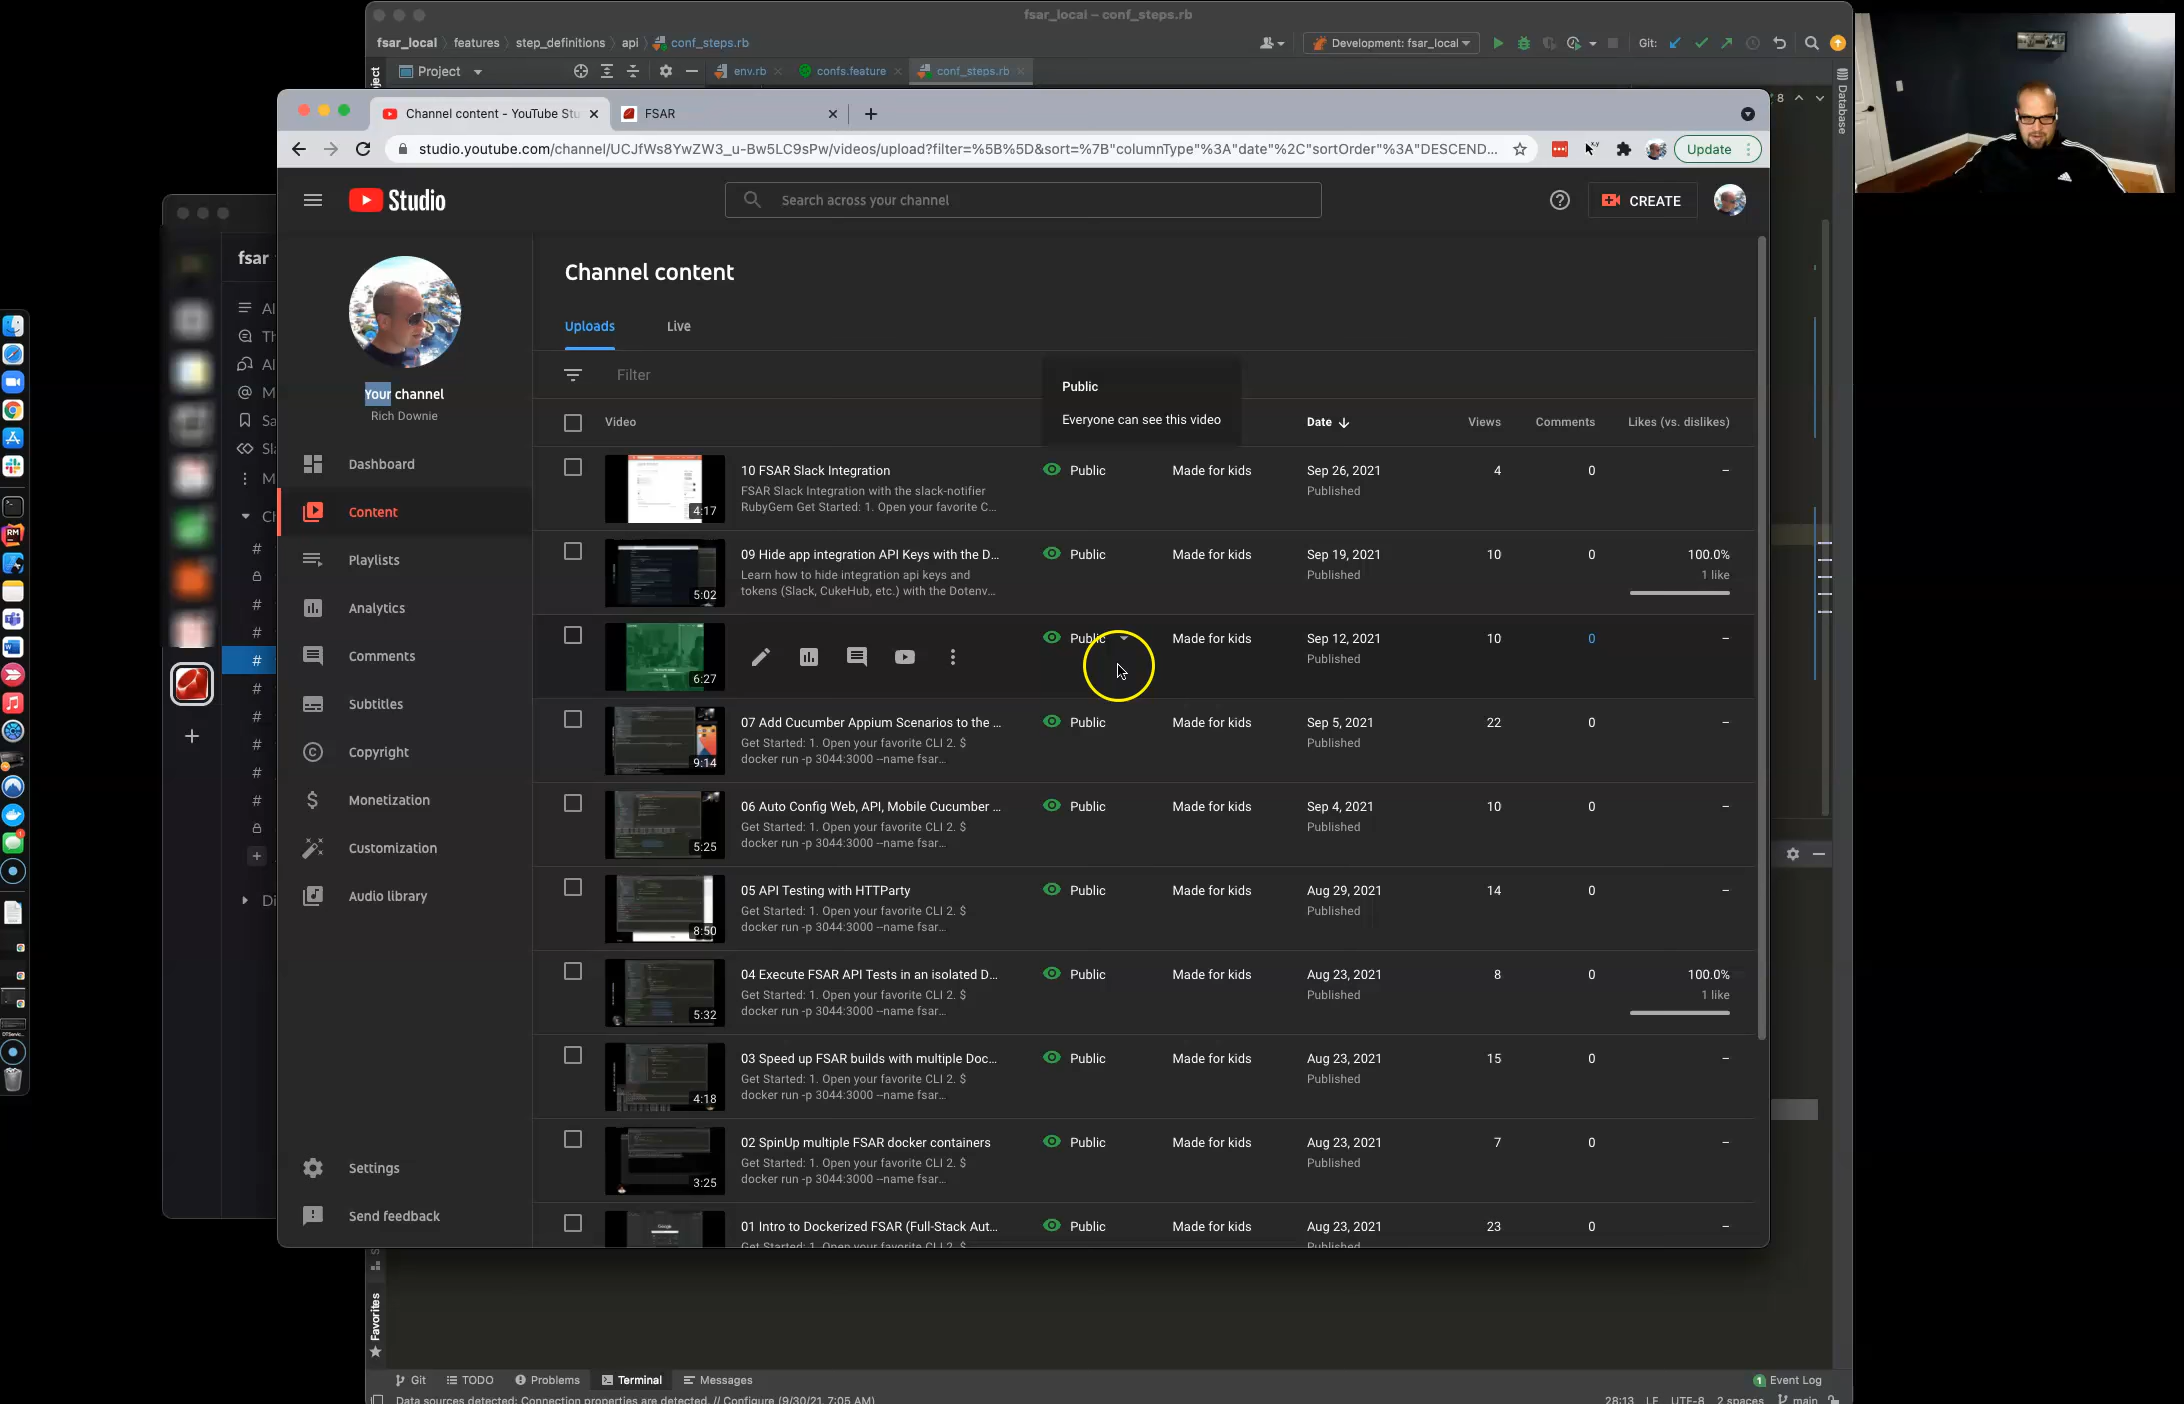 fsar_local – conf_steps.rb
fsar_local features step_definitions api conf_steps.rb
Development: fsar_local
Git:
Project
env.rb confs.feature conf_steps.rb
Database
8
Channel content - YouTube Stu
FSAR
studio.youtube.com/channel/UCJfWs8YwZW3_u-Bw5LC9sPw/videos/upload?filter=%5B%5D&sort=%7B"columnType"%3A"date"%2C"sortOrder"%3A"DESCEND...
Update
Studio
Search across your channel
CREATE
fsar
Your channel
Rich Downie
Dashboard
Content
Playlists
Analytics
Comments
Subtitles
Copyright
Monetization
Customization
Audio library
Settings
Send feedback
Channel content
Uploads Live
Filter
Public
Everyone can see this video
Video Date Views Comments Likes (vs. dislikes)
10 FSAR Slack Integration Public Made for kids Sep 26, 2021 4 0 –
FSAR Slack Integration with the slack-notifier Published
RubyGem Get Started: 1. Open your favorite C...
4:17
09 Hide app integration API Keys with the D... Public Made for kids Sep 19, 2021 10 0 100.0%
Learn how to hide integration api keys and Published 1 like
tokens (Slack, CukeHub, etc.) with the Dotenv...
5:02
Public Made for kids Sep 12, 2021 10 0 –
Published
6:27
07 Add Cucumber Appium Scenarios to the ... Public Made for kids Sep 5, 2021 22 0 –
Get Started: 1. Open your favorite CLI 2. $ Published
docker run -p 3044:3000 --name fsar...
9:14
06 Auto Config Web, API, Mobile Cucumber ... Public Made for kids Sep 4, 2021 10 0 –
Get Started: 1. Open your favorite CLI 2. $ Published
docker run -p 3044:3000 --name fsar...
5:25
05 API Testing with HTTParty Public Made for kids Aug 29, 2021 14 0 –
Get Started: 1. Open your favorite CLI 2. $ Published
docker run -p 3044:3000 --name fsar...
8:50
04 Execute FSAR API Tests in an isolated D... Public Made for kids Aug 23, 2021 8 0 100.0%
Get Started: 1. Open your favorite CLI 2. $ Published 1 like
docker run -p 3044:3000 --name fsar...
5:32
03 Speed up FSAR builds with multiple Doc... Public Made for kids Aug 23, 2021 15 0 –
Get Started: 1. Open your favorite CLI 2. $ Published
docker run -p 3044:3000 --name fsar...
4:18
02 SpinUp multiple FSAR docker containers Public Made for kids Aug 23, 2021 7 0 –
Get Started: 1. Open your favorite CLI 2. $ Published
docker run -p 3044:3000 --name fsar...
3:25
01 Intro to Dockerized FSAR (Full-Stack Aut... Public Made for kids Aug 23, 2021 23 0 –
Get Started: 1. Open your favorite CLI 2. $ Published
Favorites
Git TODO Problems Terminal Messages
1 Event Log
Data sources detected: Connection properties are detected. // Configure (9/30/21, 7:05 AM)
28:13 LF UTF-8 2 spaces main